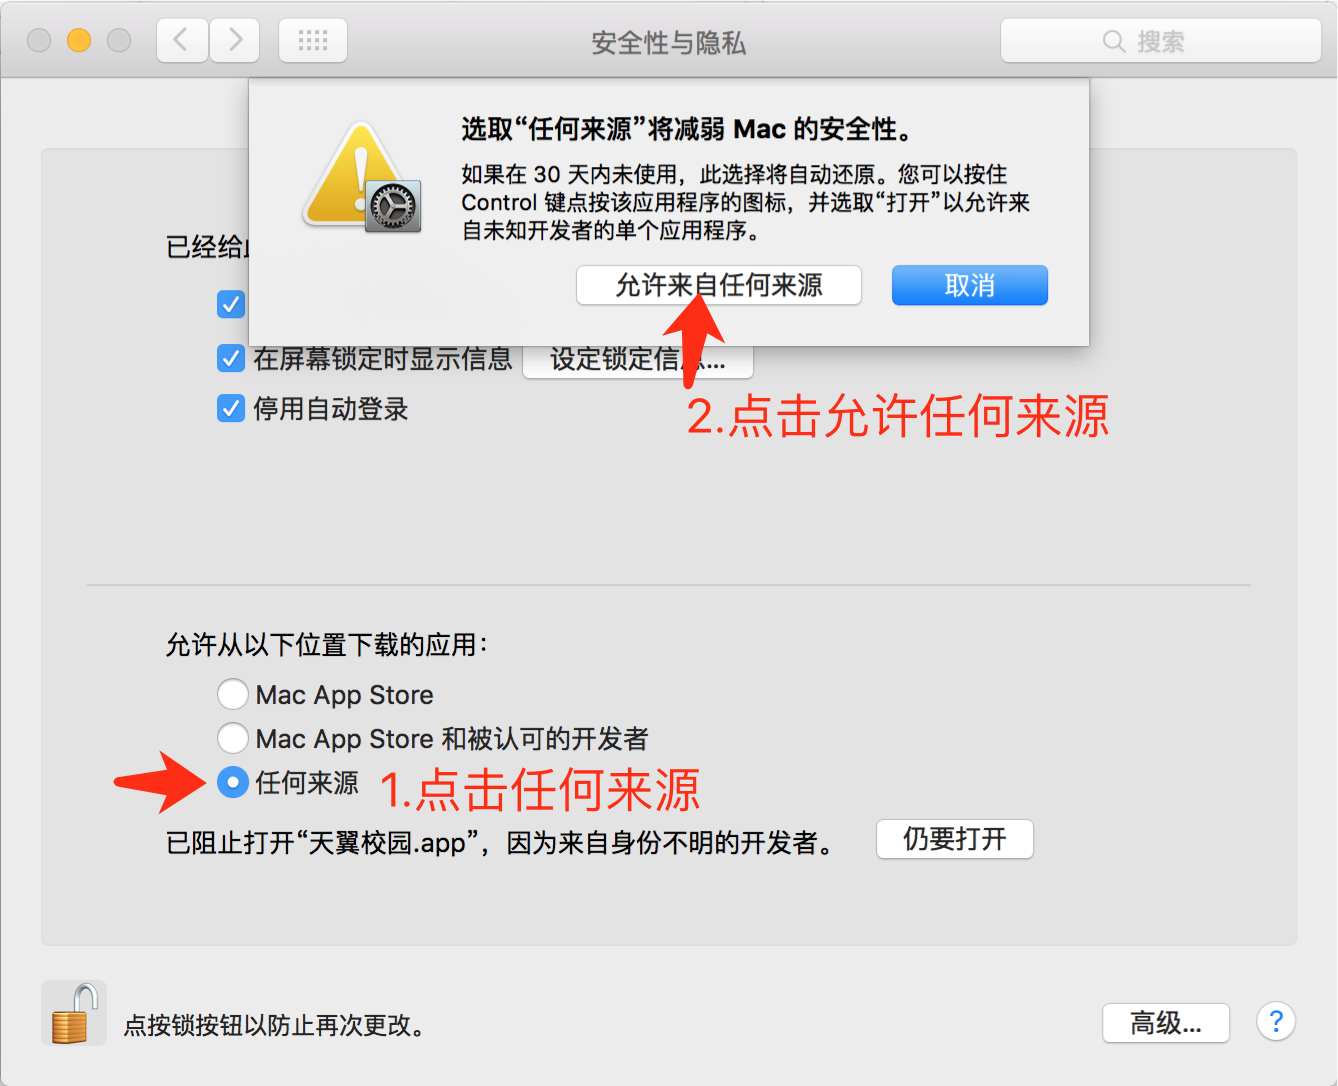 安全性与隐私
搜索
选取“任何来源”将减弱 Mac 的安全性。
如果在 30 天内未使用，此选择将自动还原。您可以按住
Control 键点按该应用程序的图标，并选取“打开”以允许来
自未知开发者的单个应用程序。
允许来自任何来源
取消
已经给
在屏幕锁定时显示信息
设定锁定信息...
停用自动登录
2.点击允许任何来源
允许从以下位置下载的应用：
Mac App Store
Mac App Store 和被认可的开发者
任何来源
1.点击任何来源
已阻止打开“天翼校园.app”，因为来自身份不明的开发者。
仍要打开
点按锁按钮以防止再次更改。
高级...
?